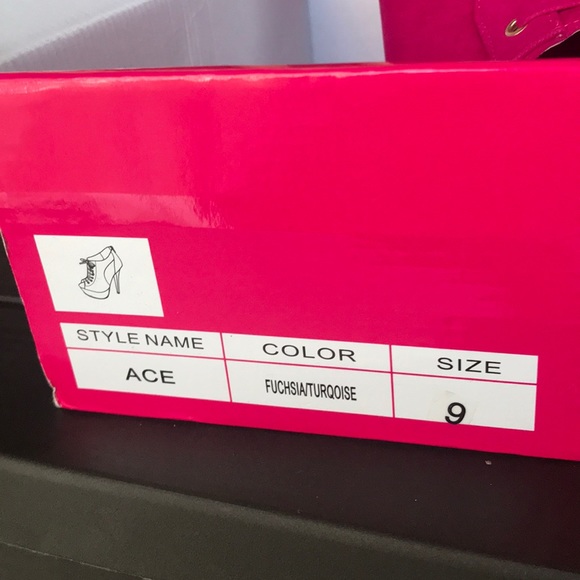 STYLE NAME COLOR SIZE
ACE FUCHSIA/TURQOISE 9